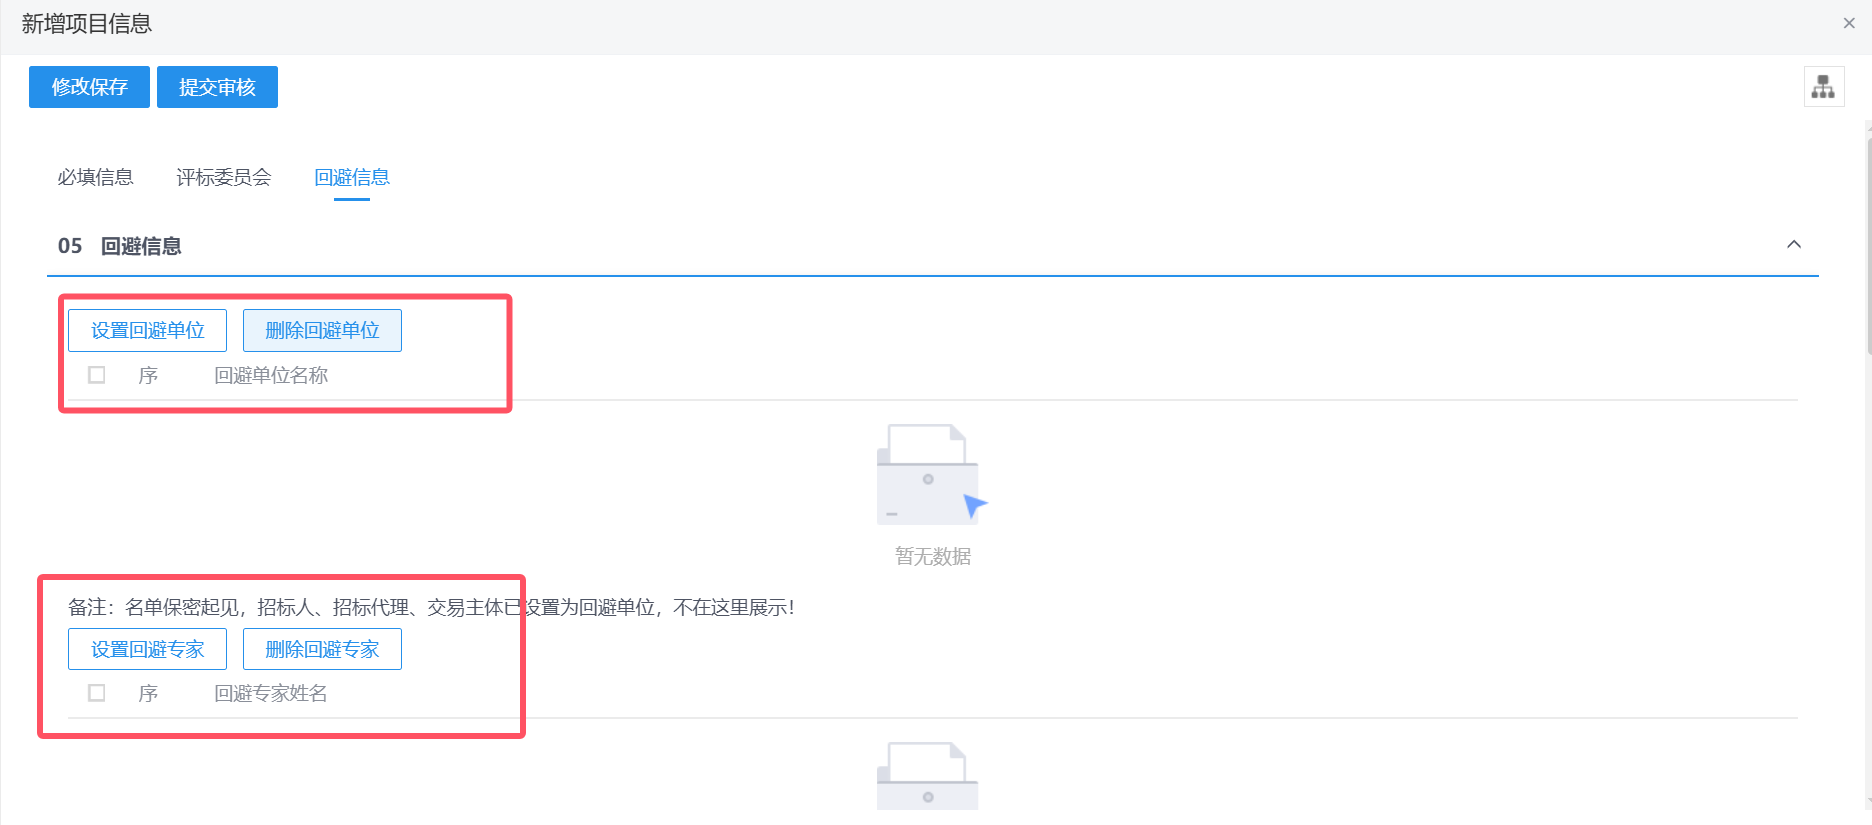 新增项目信息
修改保存 提交审核
必填信息 评标委员会 回避信息
05 回避信息
设置回避单位 删除回避单位
序 回避单位名称
暂无数据
备注：名单保密起见，招标人、招标代理、交易主体已设置为回避单位，不在这里展示！
设置回避专家 删除回避专家
序 回避专家姓名